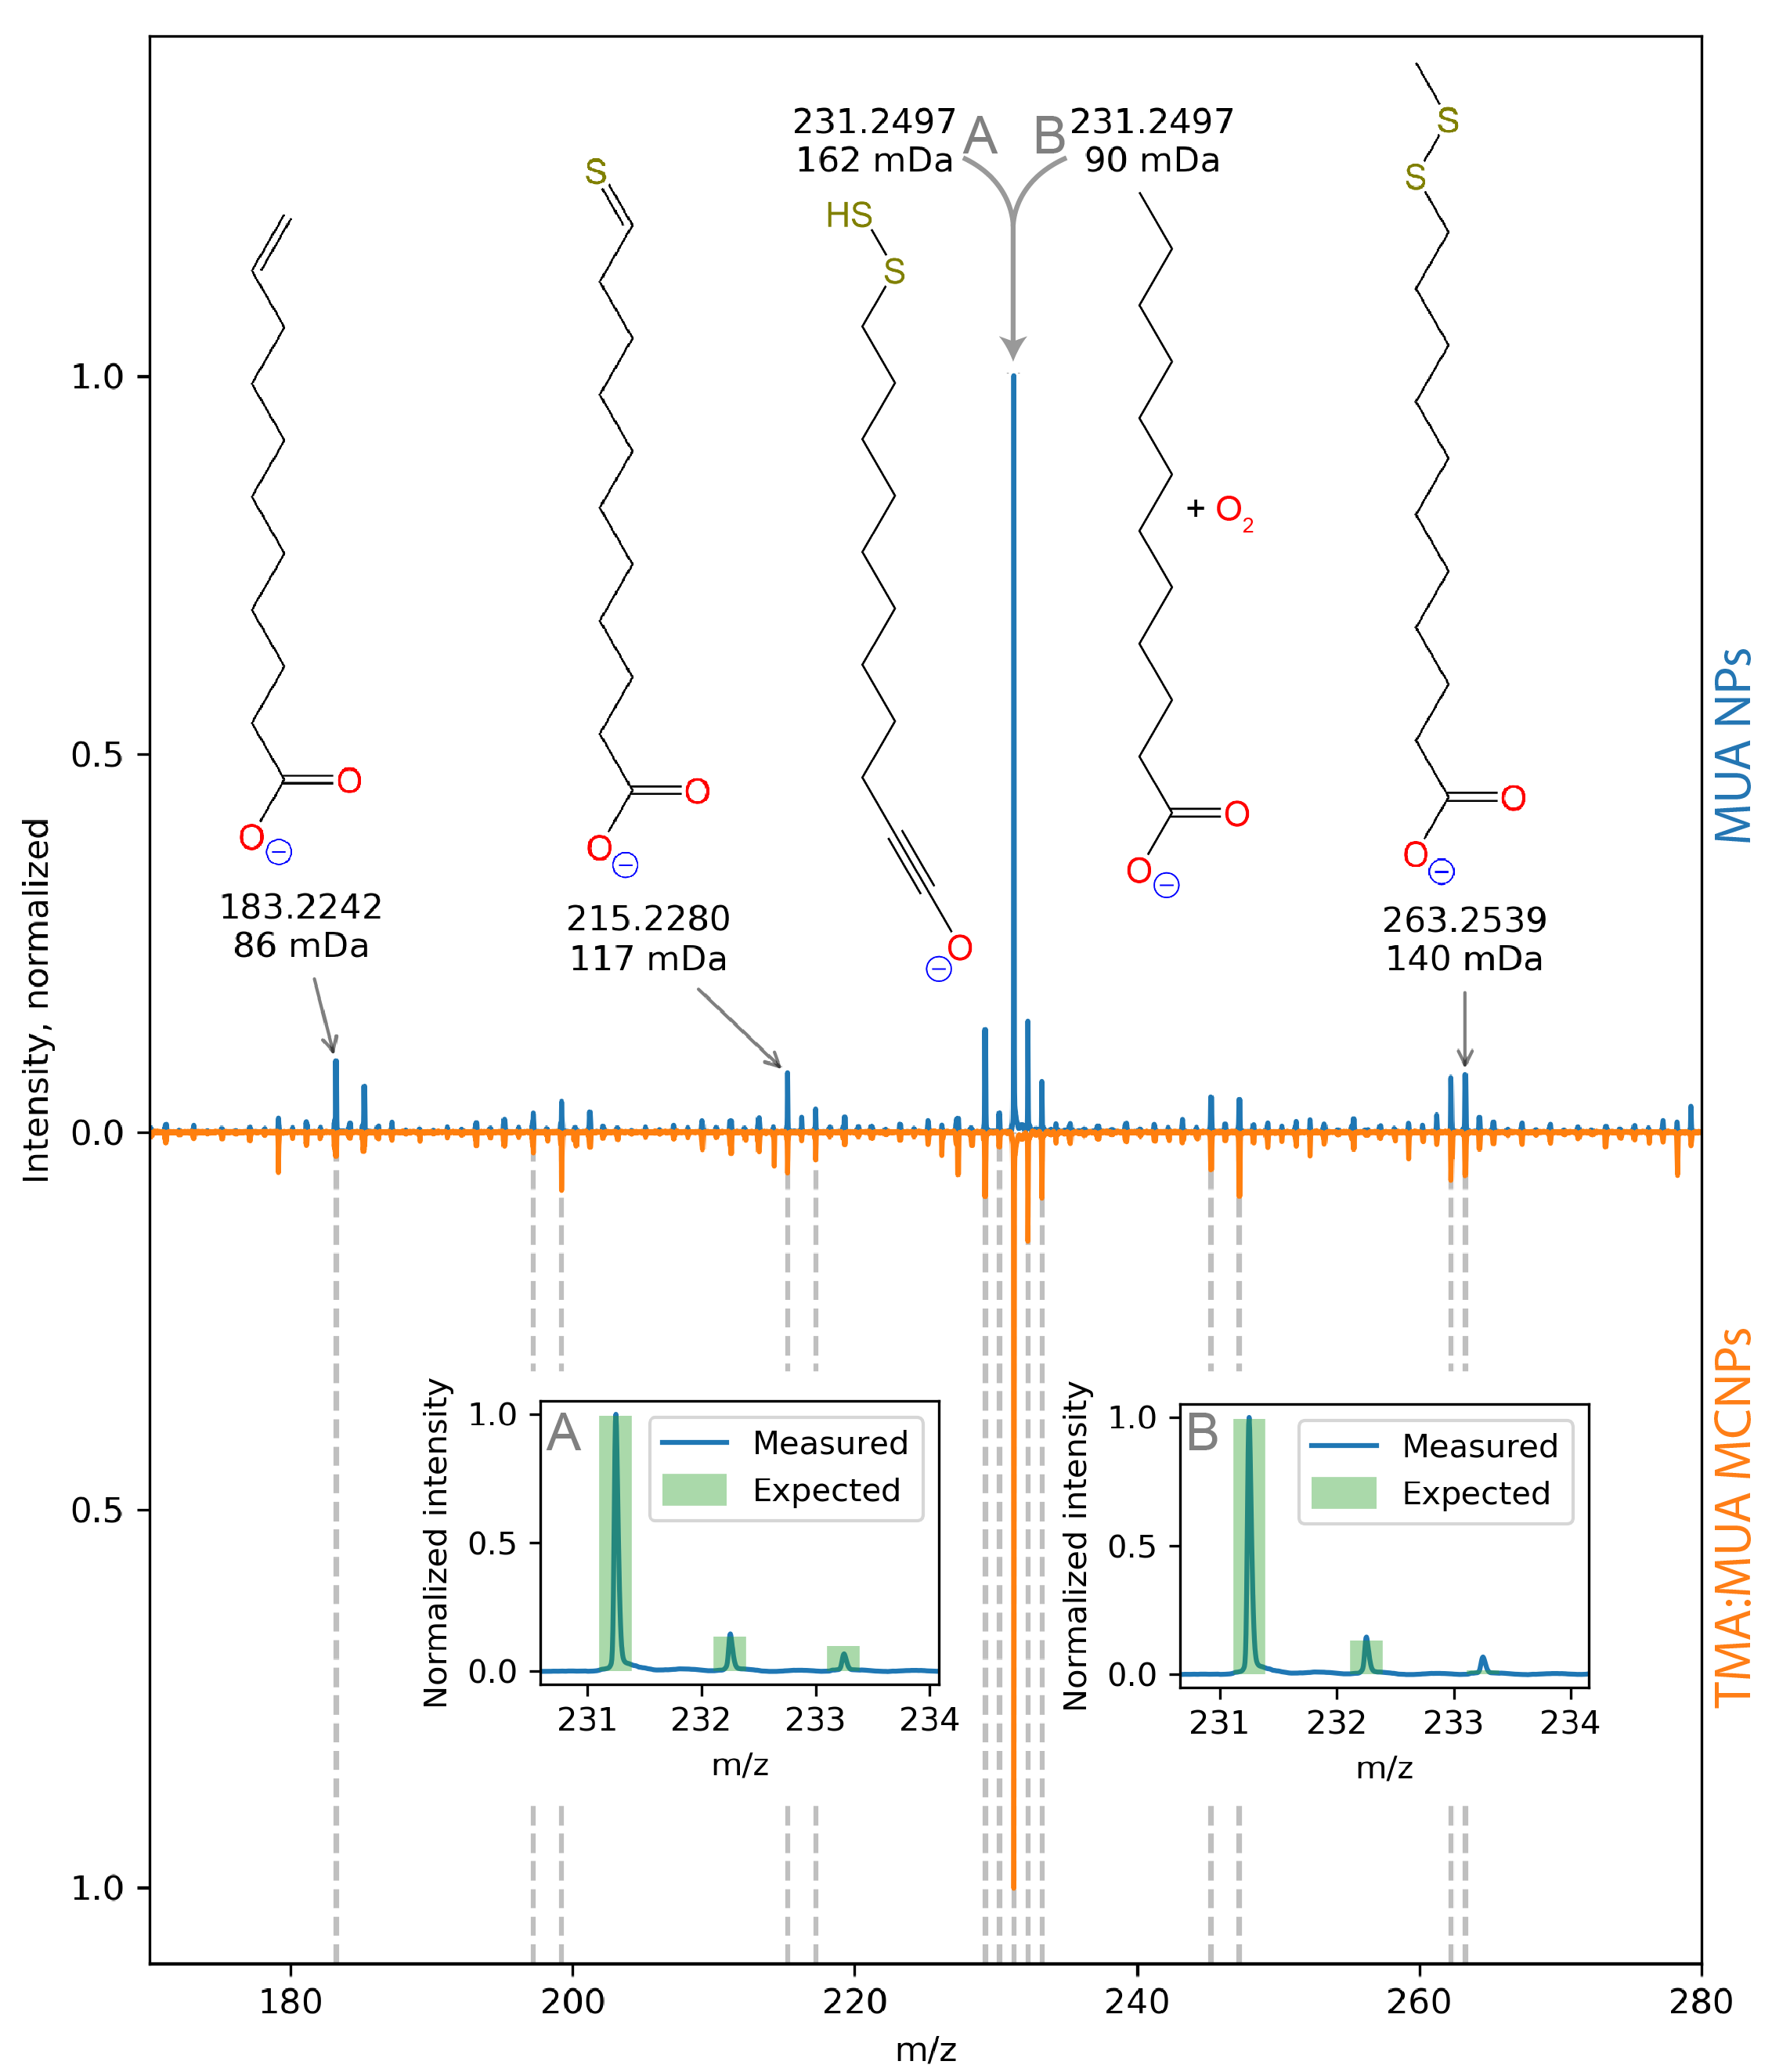 231.2497
162 mDa
A
B
231.2497
90 mDa
S
S
S
HS
S
+ O2
O
O
⊖
O
O
⊖
O
⊖
O
O
⊖
O
O
⊖
183.2242
86 mDa
215.2280
117 mDa
263.2539
140 mDa
1.0
0.5
0.0
0.5
1.0
Intensity, normalized
MUA NPs
TMA:MUA MCNPs
A
Measured
Expected
1.0
0.5
0.0
Normalized intensity
231 232 233 234
m/z
B
Measured
Expected
1.0
0.5
0.0
Normalized intensity
231 232 233 234
m/z
180 200 220 240 260 280
m/z